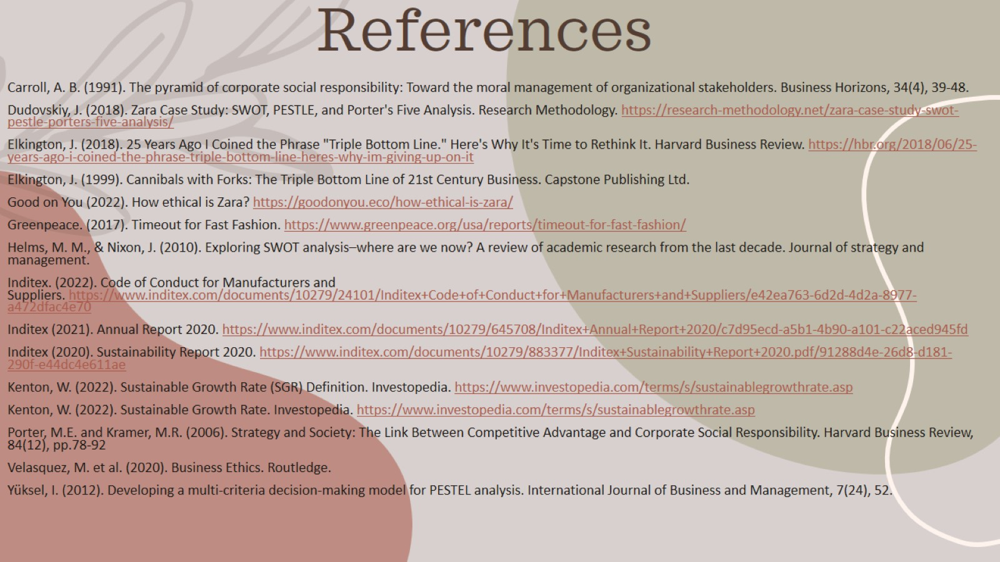 References
Carroll, A. B. (1991). The pyramid of corporate social responsibility: Toward the moral management of organizational stakeholders. Business Horizons, 34(4), 39-48.
Dudovskiy, J. (2018). Zara Case Study: SWOT, PESTLE, and Porter's Five Analysis. Research Methodology. https://research-methodology.net/zara-case-study-swot-
pestle-porters-five-analysis/
Elkington, J. (2018). 25 Years Ago I Coined the Phrase "Triple Bottom Line." Here's Why It's Time to Rethink It. Harvard Business Review. https://hbr.org/2018/06/25-
years-ago-i-coined-the-phrase-triple-bottom-line-heres-why-im-giving-up-on-it
Elkington, J. (1999). Cannibals with Forks: The Triple Bottom Line of 21st Century Business. Capstone Publishing Ltd.
Good on You (2022). How ethical is Zara? https://goodonyou.eco/how-ethical-is-zara/
Greenpeace. (2017). Timeout for Fast Fashion. https://www.greenpeace.org/usa/reports/timeout-for-fast-fashion/
Helms, M. M., & Nixon, J. (2010). Exploring SWOT analysis–where are we now? A review of academic research from the last decade. Journal of strategy and
management.
Inditex. (2022). Code of Conduct for Manufacturers and
Suppliers. https://www.inditex.com/documents/10279/24101/Inditex+Code+of+Conduct+for+Manufacturers+and+Suppliers/e42ea763-6d2d-4d2a-8977-
a472dfac4e70
Inditex (2021). Annual Report 2020. https://www.inditex.com/documents/10279/645708/Inditex+Annual+Report+2020/c7d95ecd-a5b1-4b90-a101-c22aced945fd
Inditex (2020). Sustainability Report 2020. https://www.inditex.com/documents/10279/883377/Inditex+Sustainability+Report+2020.pdf/91288d4e-26d8-d181-
290f-e44dc4e611ae
Kenton, W. (2022). Sustainable Growth Rate (SGR) Definition. Investopedia. https://www.investopedia.com/terms/s/sustainablegrowthrate.asp
Kenton, W. (2022). Sustainable Growth Rate. Investopedia. https://www.investopedia.com/terms/s/sustainablegrowthrate.asp
Porter, M.E. and Kramer, M.R. (2006). Strategy and Society: The Link Between Competitive Advantage and Corporate Social Responsibility. Harvard Business Review,
84(12), pp.78-92
Velasquez, M. et al. (2020). Business Ethics. Routledge.
Yüksel, I. (2012). Developing a multi-criteria decision-making model for PESTEL analysis. International Journal of Business and Management, 7(24), 52.